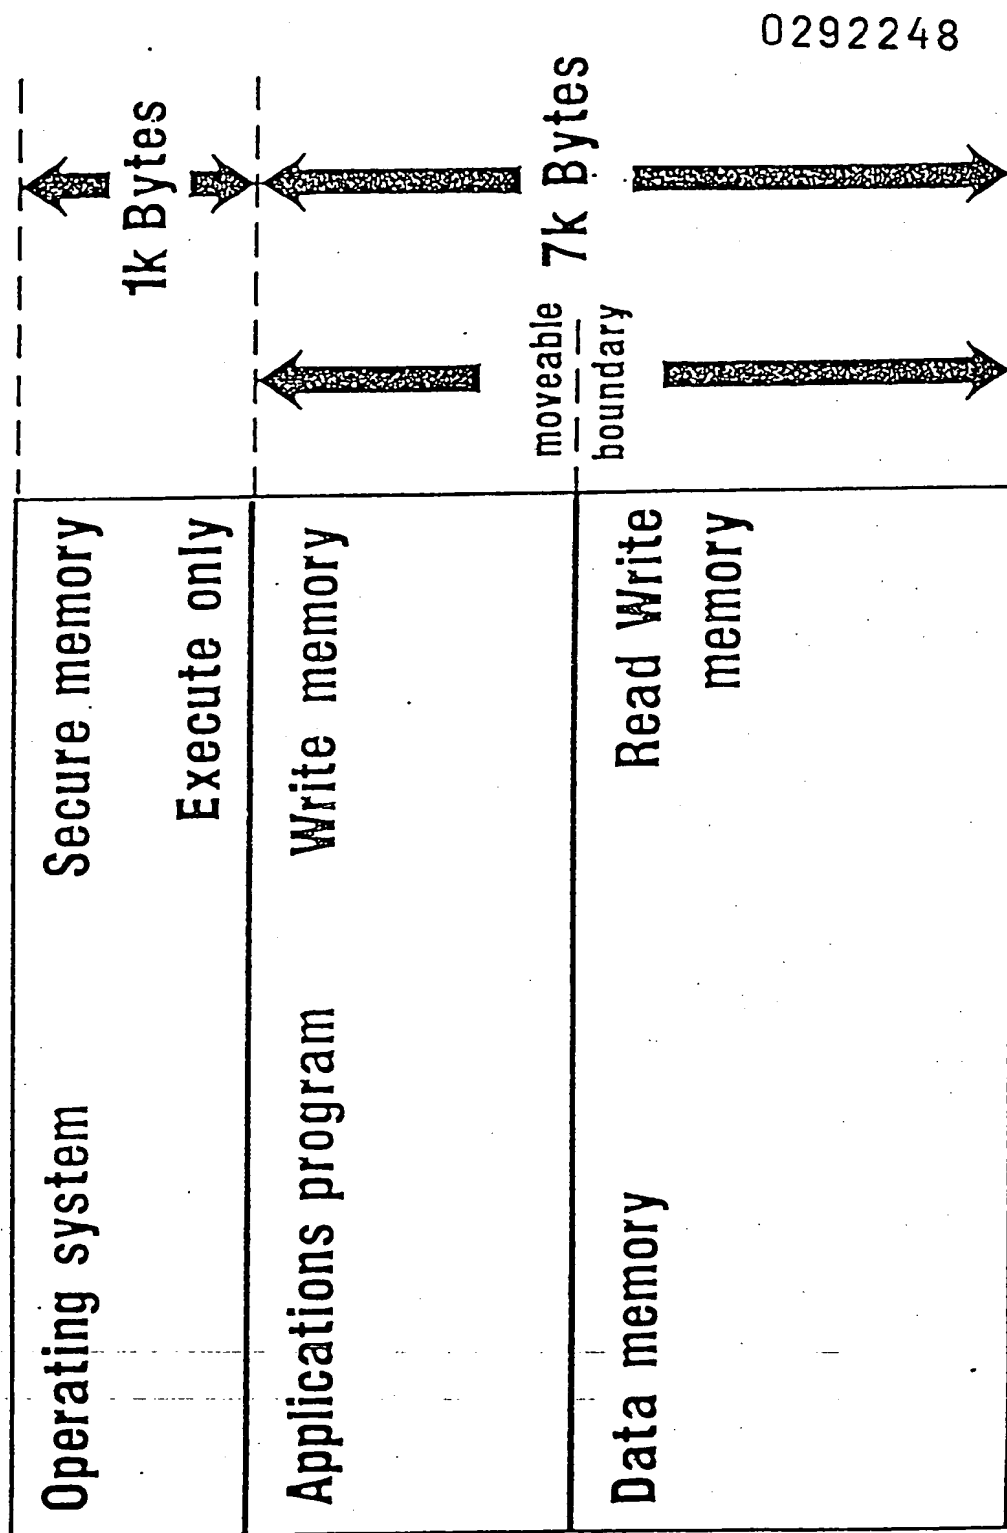 0292248
Operating system Secure memory
Execute only
1k Bytes
Applications program Write memory
7k Bytes
moveable
boundary
Data memory Read Write
memory